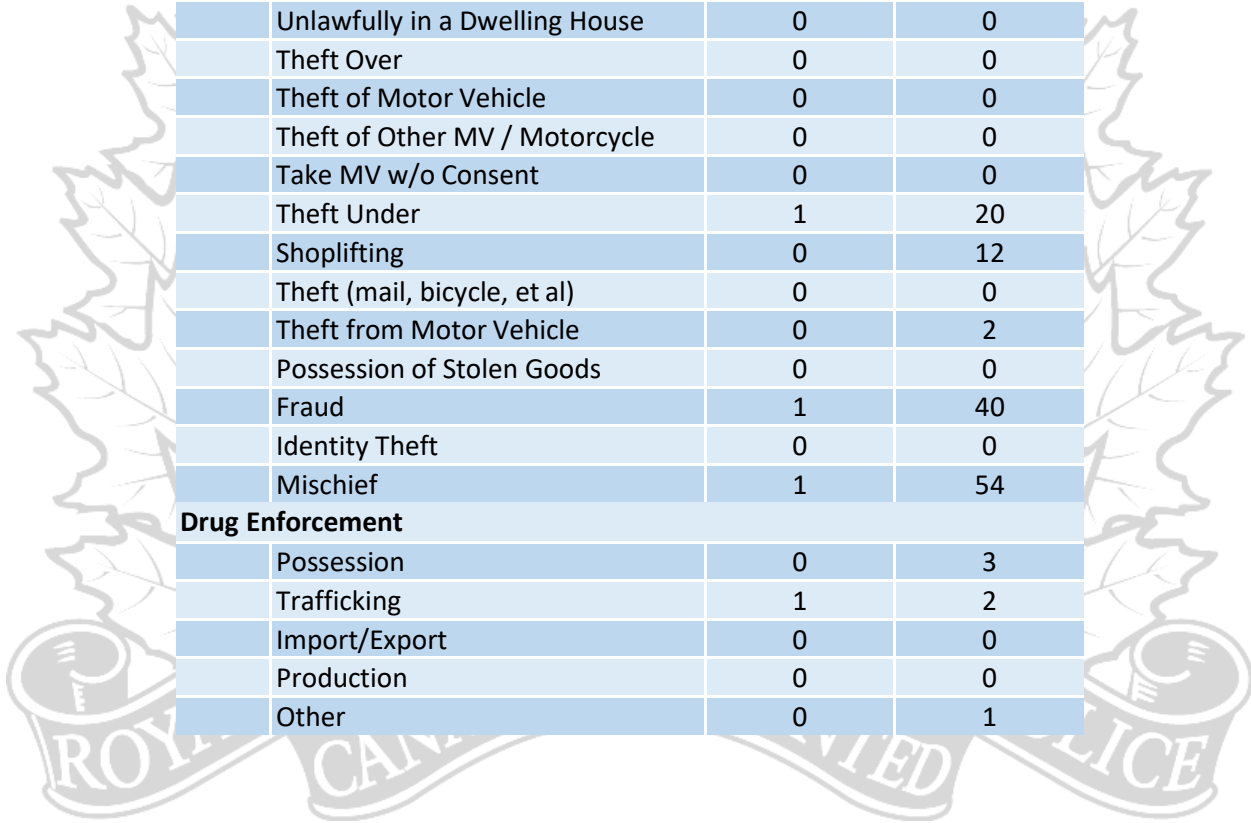 Unlawfully in a Dwelling House 0 0
Theft Over 0 0
Theft of Motor Vehicle 0 0
Theft of Other MV / Motorcycle 0 0
Take MV w/o Consent 0 0
Theft Under 1 20
Shoplifting 0 12
Theft (mail, bicycle, et al) 0 0
Theft from Motor Vehicle 0 2
Possession of Stolen Goods 0 0
Fraud 1 40
Identity Theft 0 0
Mischief 1 54
Drug Enforcement
Possession 0 3
Trafficking 1 2
Import/Export 0 0
Production 0 0
Other 0 1